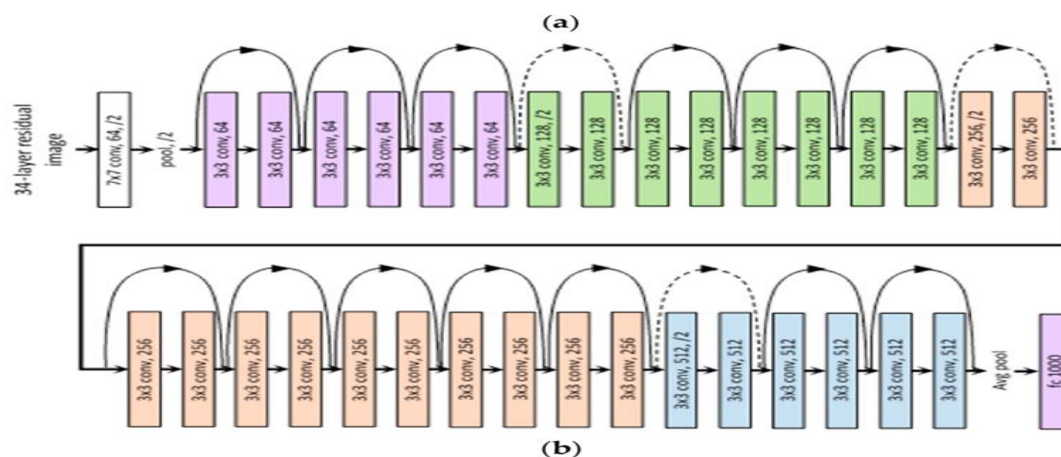 (a)
34-layer residual
image
7x7 conv, 64, /2
pool, /2
3x3 conv, 64
3x3 conv, 64
3x3 conv, 64
3x3 conv, 64
3x3 conv, 64
3x3 conv, 64
3x3 conv, 128, /2
3x3 conv, 128
3x3 conv, 128
3x3 conv, 128
3x3 conv, 128
3x3 conv, 128
3x3 conv, 128
3x3 conv, 128
3x3 conv, 256, /2
3x3 conv, 256
3x3 conv, 256
3x3 conv, 256
3x3 conv, 256
3x3 conv, 256
3x3 conv, 256
3x3 conv, 256
3x3 conv, 256
3x3 conv, 256
3x3 conv, 256
3x3 conv, 256
3x3 conv, 512, /2
3x3 conv, 512
3x3 conv, 512
3x3 conv, 512
3x3 conv, 512
3x3 conv, 512
Avg pool
fc 1000
(b)